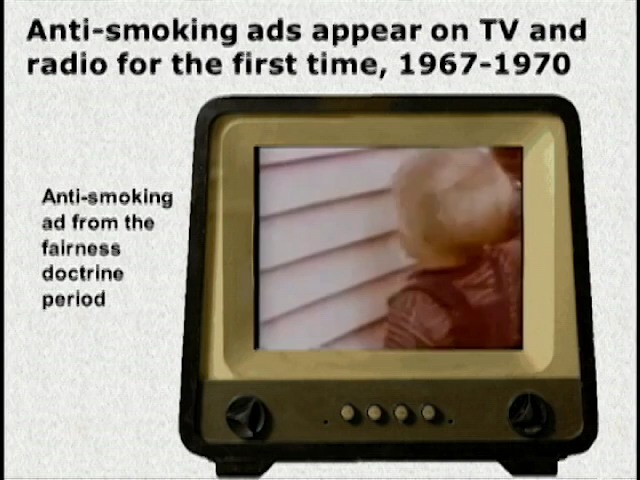 Anti-smoking ads appear on TV and
radio for the first time, 1967-1970
Anti-smoking
ad from the
fairness
doctrine
period